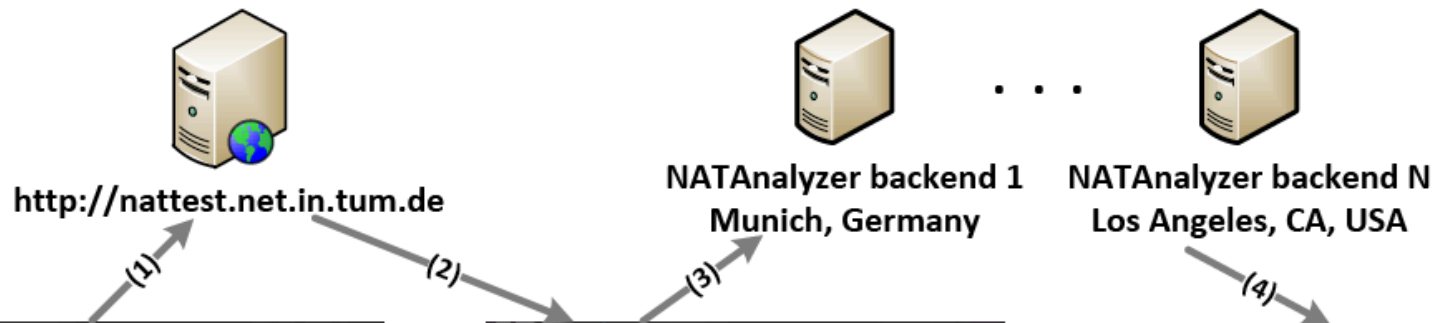 . . .
http://nattest.net.in.tum.de
NATAnalyzer backend 1
Munich, Germany
NATAnalyzer backend N
Los Angeles, CA, USA
(1)
(2)
(3)
(4)